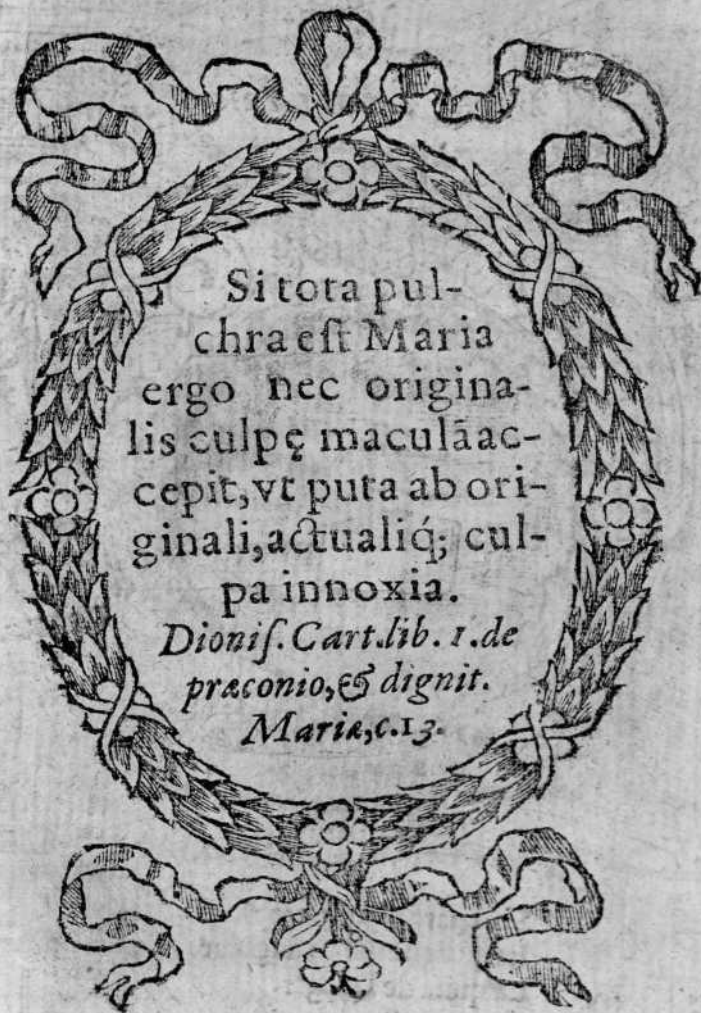 Si tota pul-
chra eſt Maria
ergo nec origina-
lis culpę maculã ac-
cepit, vt puta ab ori-
ginali, actualiq́; cul-
pa innoxia.
Dioniſ. Cart. lib. 1. de
præconio, & dignit.
Mariæ, c.13.